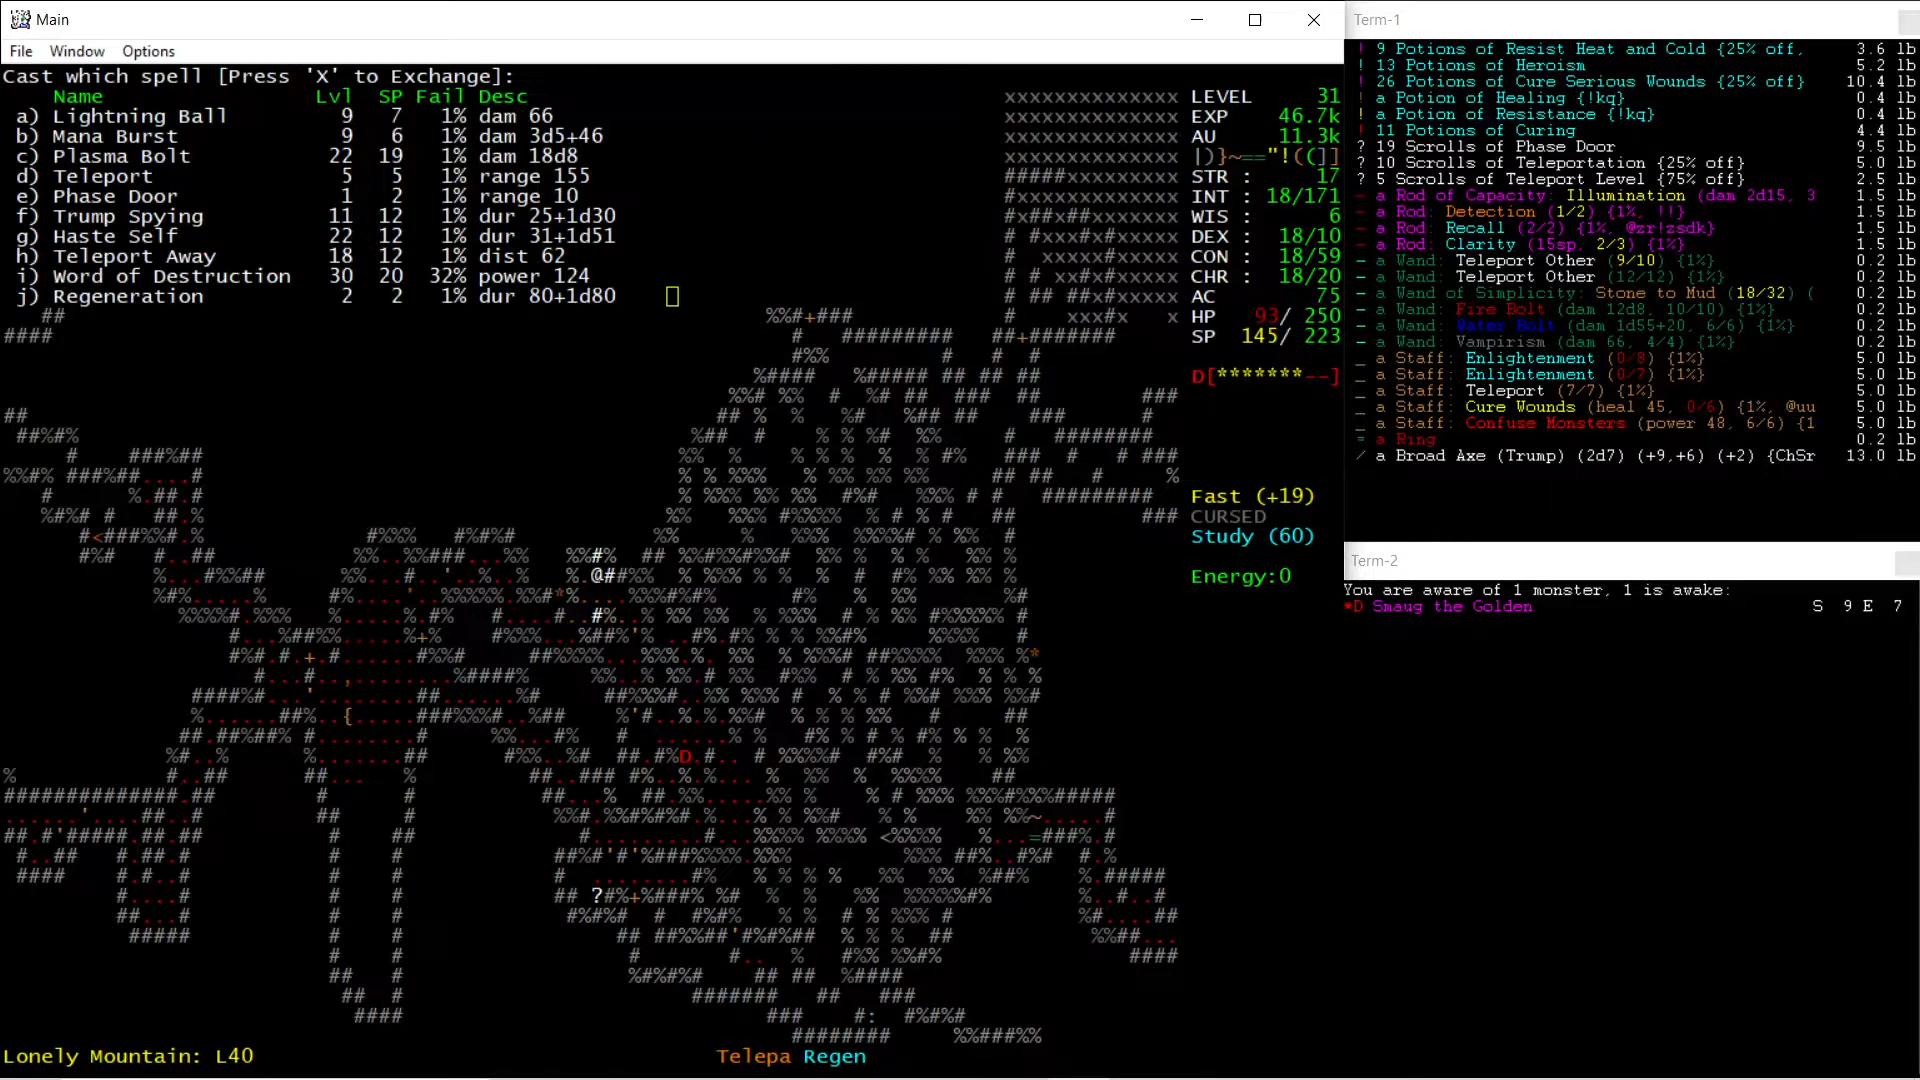 Main
File Window Options
Cast which spell [Press 'X' to Exchange]:
Name Lvl SP Fail Desc
a) Lightning Ball 9 7 1% dam 66
b) Mana Burst 9 6 1% dam 3d5+46
c) Plasma Bolt 22 19 1% dam 18d8
d) Teleport 5 5 1% range 155
e) Phase Door 1 2 1% range 10
f) Trump Spying 11 12 1% dur 25+1d30
g) Haste Self 22 12 1% dur 31+1d51
h) Teleport Away 18 12 1% dist 62
i) Word of Destruction 30 20 32% power 124
j) Regeneration 2 2 1% dur 80+1d80
LEVEL 31
EXP 46.7k
AU 11.3k
|)}~=="!((]]
STR : 17
INT : 18/171
WIS : 6
DEX : 18/10
CON : 18/59
CHR : 18/20
AC 75
HP 93/ 250
SP 145/ 223
D[*******--]
Fast (+19)
CURSED
Study (60)
Energy:0
Lonely Mountain: L40
Telepa Regen
Term-1
! 9 Potions of Resist Heat and Cold {25% off, 3.6 lb
! 13 Potions of Heroism 5.2 lb
! 26 Potions of Cure Serious Wounds {25% off} 10.4 lb
! a Potion of Healing {!kq} 0.4 lb
! a Potion of Resistance {!kq} 0.4 lb
! 11 Potions of Curing 4.4 lb
? 19 Scrolls of Phase Door 9.5 lb
? 10 Scrolls of Teleportation {25% off} 5.0 lb
? 5 Scrolls of Teleport Level {75% off} 2.5 lb
- a Rod of Capacity: Illumination (dam 2d15, 3 1.5 lb
- a Rod: Detection (1/2) {1%, !!} 1.5 lb
- a Rod: Recall (2/2) {1%, @zr!zsdk} 1.5 lb
- a Rod: Clarity (15sp, 2/3) {1%} 1.5 lb
- a Wand: Teleport Other (9/10) {1%} 0.2 lb
- a Wand: Teleport Other (12/12) {1%} 0.2 lb
- a Wand of Simplicity: Stone to Mud (18/32) ( 0.2 lb
- a Wand: Fire Bolt (dam 12d8, 10/10) {1%} 0.2 lb
- a Wand: Water Bolt (dam 1d55+20, 6/6) {1%} 0.2 lb
- a Wand: Vampirism (dam 66, 4/4) {1%} 0.2 lb
_ a Staff: Enlightenment (0/8) {1%} 5.0 lb
_ a Staff: Enlightenment (0/7) {1%} 5.0 lb
_ a Staff: Teleport (7/7) {1%} 5.0 lb
_ a Staff: Cure Wounds (heal 45, 0/6) {1%, @uu 5.0 lb
_ a Staff: Confuse Monsters (power 48, 6/6) {1 5.0 lb
= a Ring 0.2 lb
/ a Broad Axe (Trump) (2d7) (+9,+6) (+2) {ChSr 13.0 lb
Term-2
You are aware of 1 monster, 1 is awake:
*D Smaug the Golden S 9 E 7